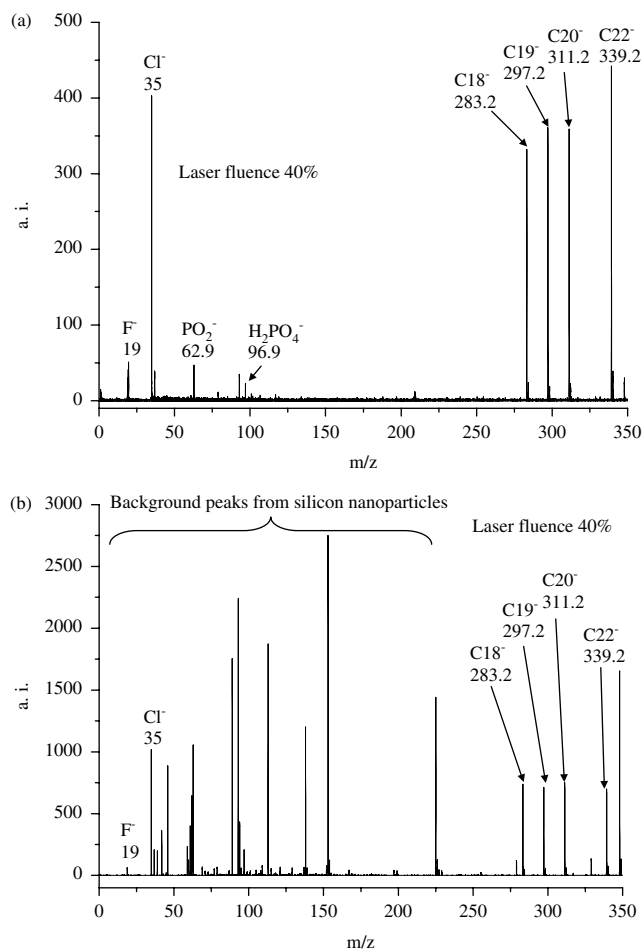 (a)
500
400
300
200
100
0
a. i.
Cl⁻
35
Laser fluence 40%
F⁻
19
PO₂⁻
62.9
H₂PO₄⁻
96.9
C18⁻
283.2
C19⁻
297.2
C20⁻
311.2
C22⁻
339.2
0 50 100 150 200 250 300 350
m/z
(b)
3000
2500
2000
1500
1000
500
0
a. i.
Background peaks from silicon nanoparticles
Laser fluence 40%
Cl⁻
35
F⁻
19
C18⁻
283.2
C19⁻
297.2
C20⁻
311.2
C22⁻
339.2
0 50 100 150 200 250 300 350
m/z